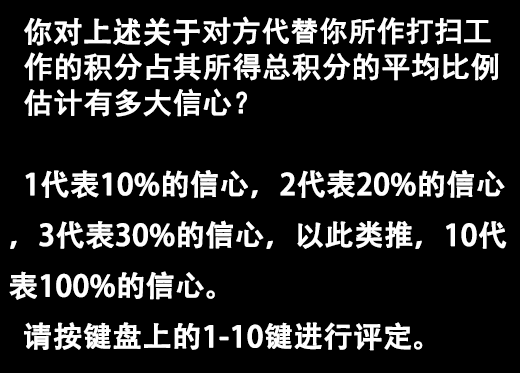 你对上述关于对方代替你所作打扫工
作的积分占其所得总积分的平均比例
估计有多大信心？
1代表10%的信心，2代表20%的信心
，3代表30%的信心，以此类推，10代
表100%的信心。
请按键盘上的1-10键进行评定。